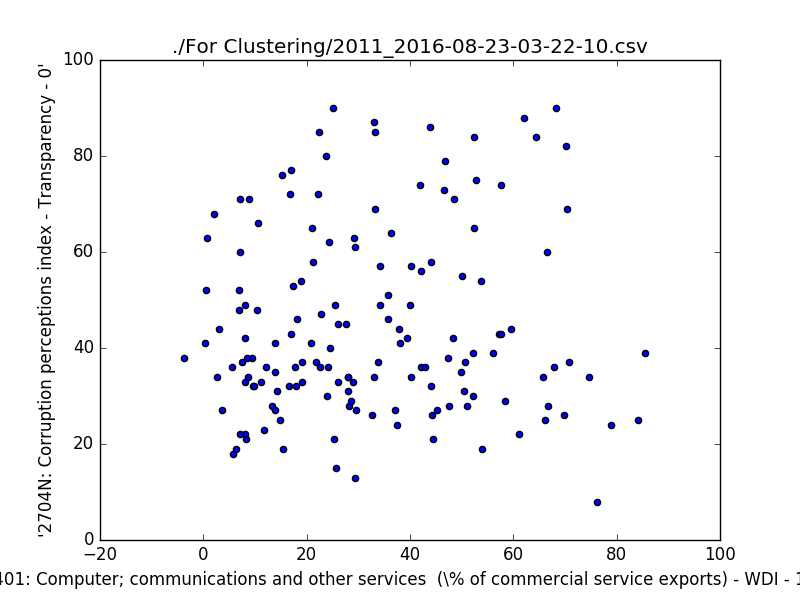 ./For Clustering/2011_2016-08-23-03-22-10.csv
100
80
60
40
20
0
'2704N: Corruption perceptions index - Transparency - 0'
−20 0 20 40 60 80 100
401: Computer; communications and other services (\% of commercial service exports) - WDI - 1